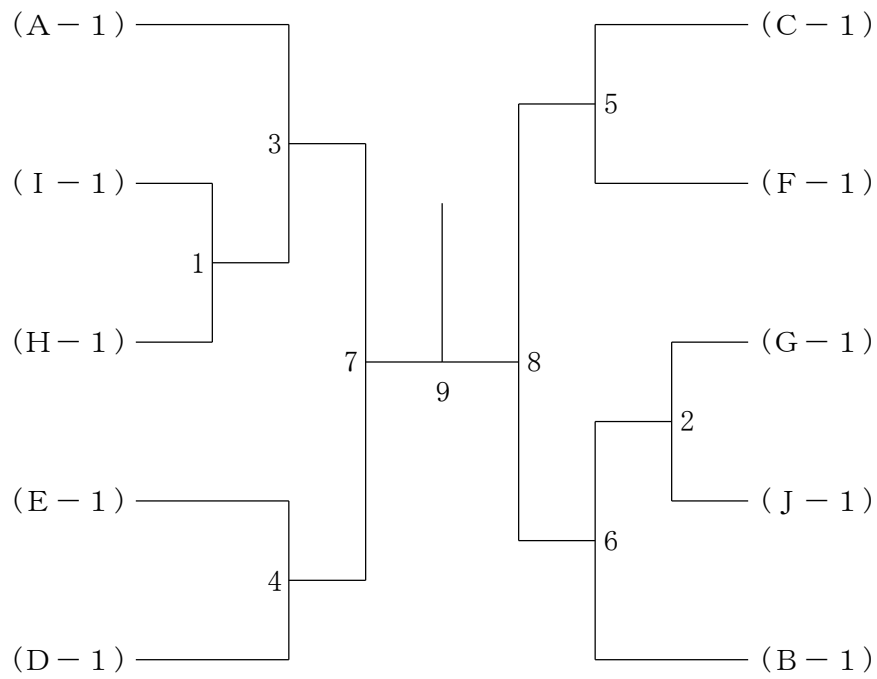 （A－1）
（C－1）
5
3
（I－1）
（F－1）
1
（H－1）
（G－1）
7
8
9
2
（E－1）
（J－1）
6
4
（D－1）
（B－1）